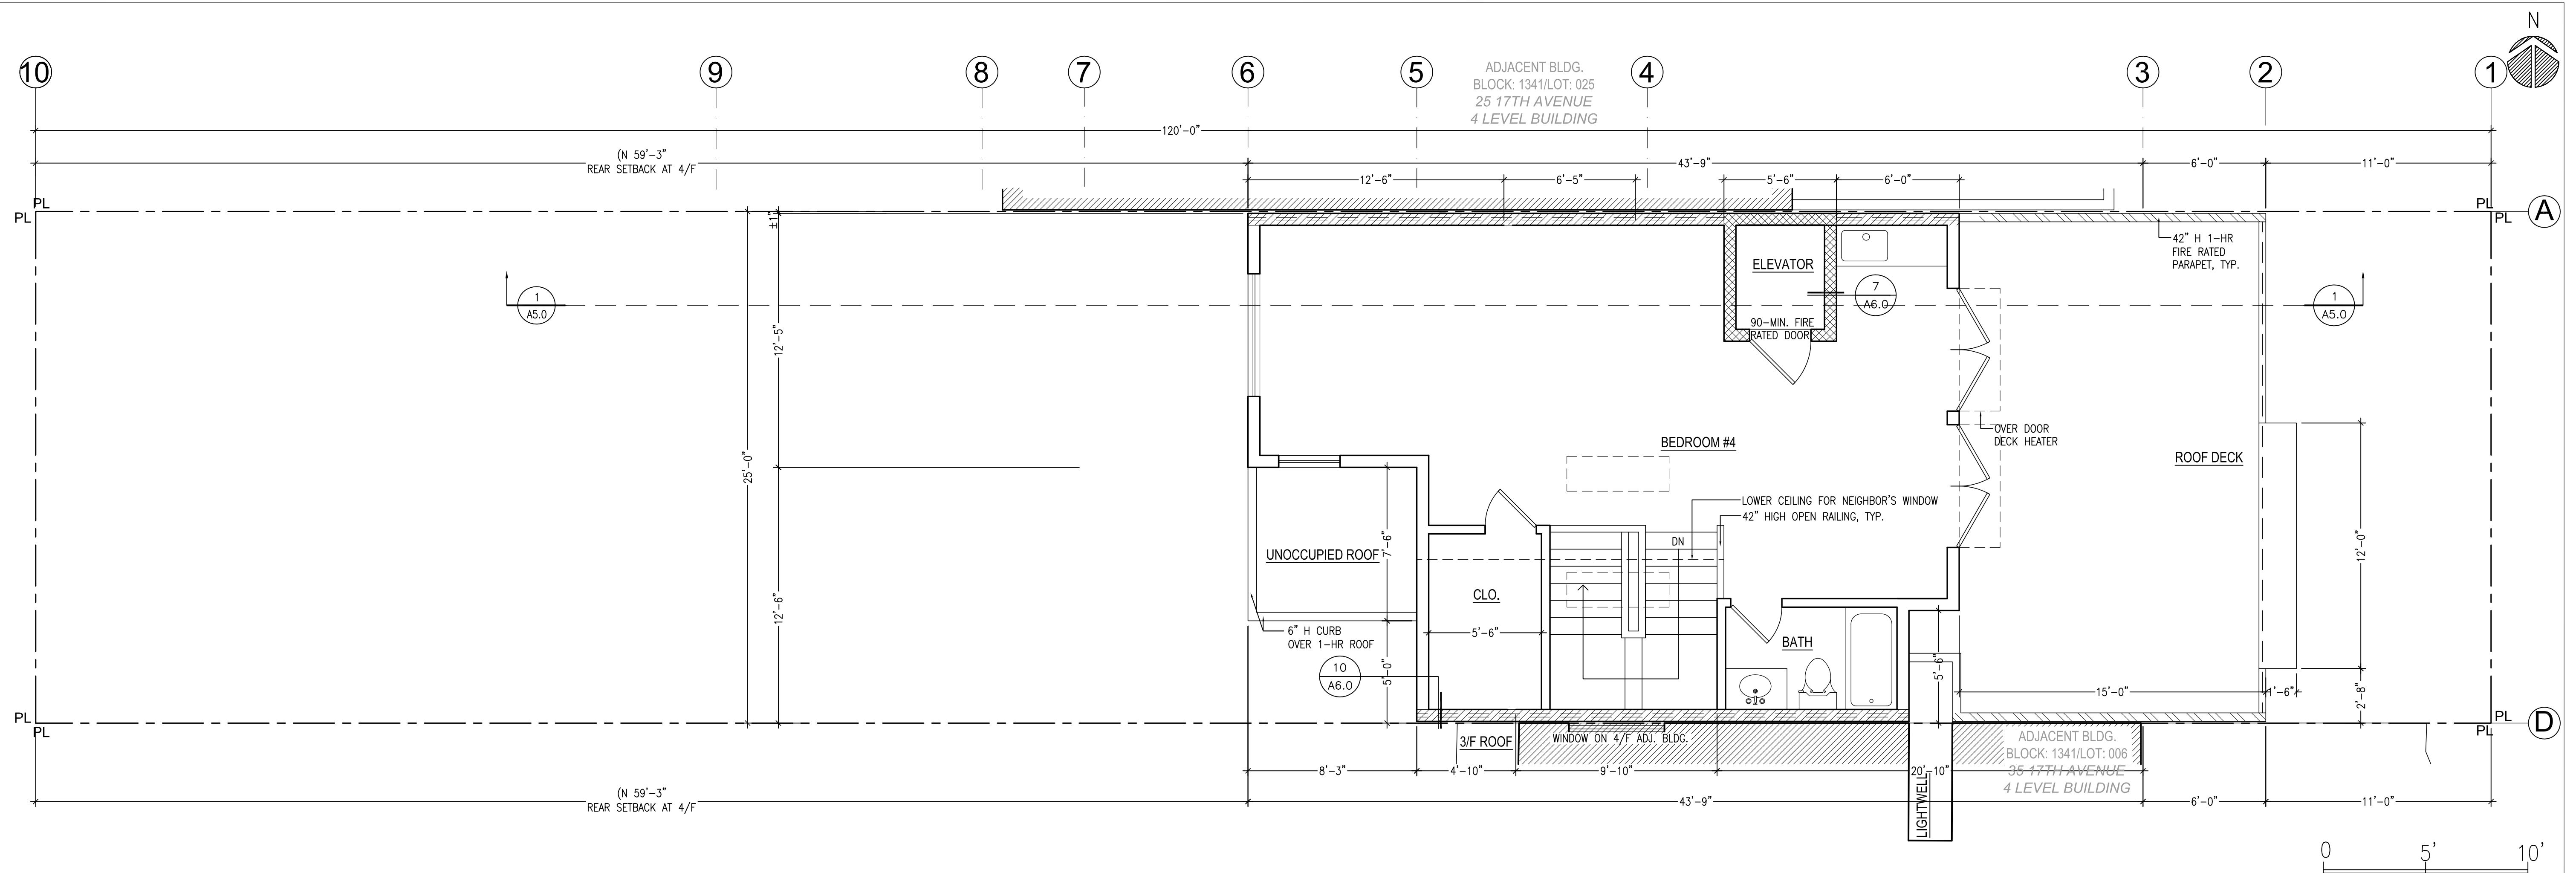 N
10
9
8
7
6
5
4
3
2
1
ADJACENT BLDG.
BLOCK: 1341/LOT: 025
25 17TH AVENUE
4 LEVEL BUILDING
120'-0"
(N 59'-3"
REAR SETBACK AT 4/F
43'-9"
6'-0"
11'-0"
12'-6"
6'-5"
5'-6"
6'-0"
PL
PL
PL
PL
A
±1"
42" H 1-HR
FIRE RATED
PARAPET, TYP.
ELEVATOR
1
A5.0
7
A6.0
1
A5.0
90-MIN. FIRE
RATED DOOR
12'-5"
25'-0"
OVER DOOR
DECK HEATER
BEDROOM #4
ROOF DECK
LOWER CEILING FOR NEIGHBOR'S WINDOW
42" HIGH OPEN RAILING, TYP.
DN
UNOCCUPIED ROOF
7'-6"
12'-0"
12'-6"
CLO.
5'-6"
6" H CURB
OVER 1-HR ROOF
BATH
10
A6.0
5'-0"
5'-6"
15'-0"
1'-6"
2'-8"
PL
PL
PL
PL
D
3/F ROOF
WINDOW ON 4/F ADJ. BLDG.
ADJACENT BLDG.
BLOCK: 1341/LOT: 006
35 17TH AVENUE
4 LEVEL BUILDING
8'-3"
4'-10"
9'-10"
20'-10"
LIGHTWELL
(N 59'-3"
REAR SETBACK AT 4/F
43'-9"
6'-0"
11'-0"
0
5'
10'